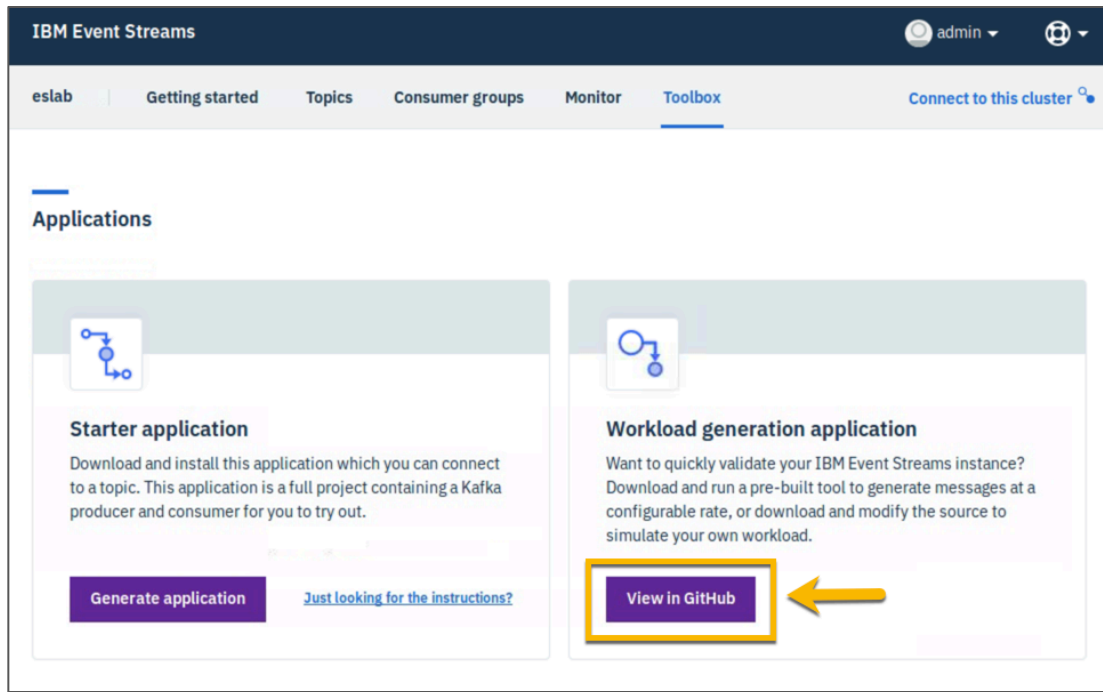 IBM Event Streams
admin
eslab
Getting started
Topics
Consumer groups
Monitor
Toolbox
Connect to this cluster
Applications
Starter application
Download and install this application which you can connect
to a topic. This application is a full project containing a Kafka
producer and consumer for you to try out.
Generate application
Just looking for the instructions?
Workload generation application
Want to quickly validate your IBM Event Streams instance?
Download and run a pre-built tool to generate messages at a
configurable rate, or download and modify the source to
simulate your own workload.
View in GitHub